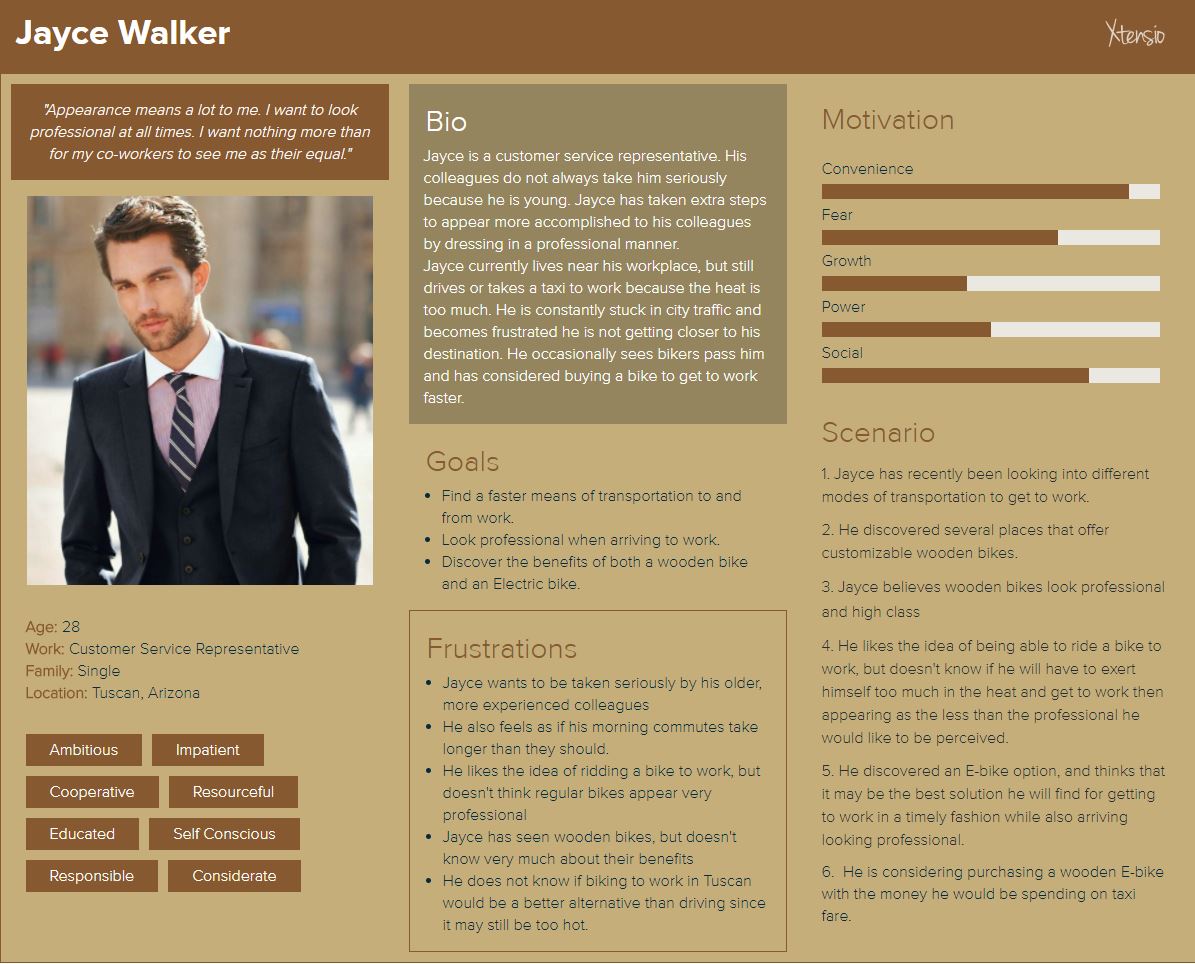 Jayce Walker
Xtensio
"Appearance means a lot to me. I want to look
professional at all times. I want nothing more than
for my co-workers to see me as their equal."
Age: 28
Work: Customer Service Representative
Family: Single
Location: Tuscan, Arizona
Ambitious
Impatient
Cooperative
Resourceful
Educated
Self Conscious
Responsible
Considerate
Bio
Jayce is a customer service representative. His
colleagues do not always take him seriously
because he is young. Jayce has taken extra steps
to appear more accomplished to his colleagues
by dressing in a professional manner.
Jayce currently lives near his workplace, but still
drives or takes a taxi to work because the heat is
too much. He is constantly stuck in city traffic and
becomes frustrated he is not getting closer to his
destination. He occasionally sees bikers pass him
and has considered buying a bike to get to work
faster.
Goals
• Find a faster means of transportation to and
from work.
• Look professional when arriving to work.
• Discover the benefits of both a wooden bike
and an Electric bike.
Frustrations
• Jayce wants to be taken seriously by his older,
more experienced colleagues
• He also feels as if his morning commutes take
longer than they should.
• He likes the idea of ridding a bike to work, but
doesn't think regular bikes appear very
professional
• Jayce has seen wooden bikes, but doesn't
know very much about their benefits
• He does not know if biking to work in Tuscan
would be a better alternative than driving since
it may still be too hot.
Motivation
Convenience
Fear
Growth
Power
Social
Scenario
1. Jayce has recently been looking into different
modes of transportation to get to work.
2. He discovered several places that offer
customizable wooden bikes.
3. Jayce believes wooden bikes look professional
and high class
4. He likes the idea of being able to ride a bike to
work, but doesn't know if he will have to exert
himself too much in the heat and get to work then
appearing as the less than the professional he
would like to be perceived.
5. He discovered an E-bike option, and thinks that
it may be the best solution he will find for getting
to work in a timely fashion while also arriving
looking professional.
6. He is considering purchasing a wooden E-bike
with the money he would be spending on taxi
fare.